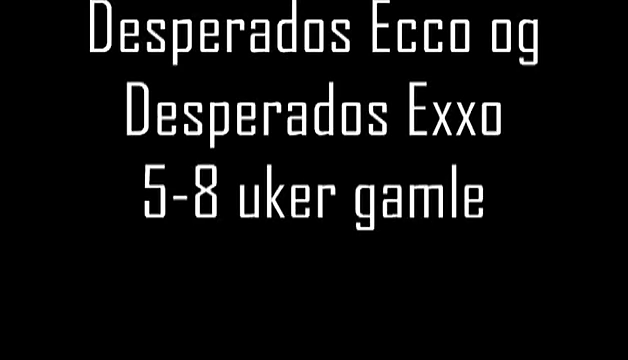 Desperados Ecco og
Desperados Exxo
5-8 uker gamle